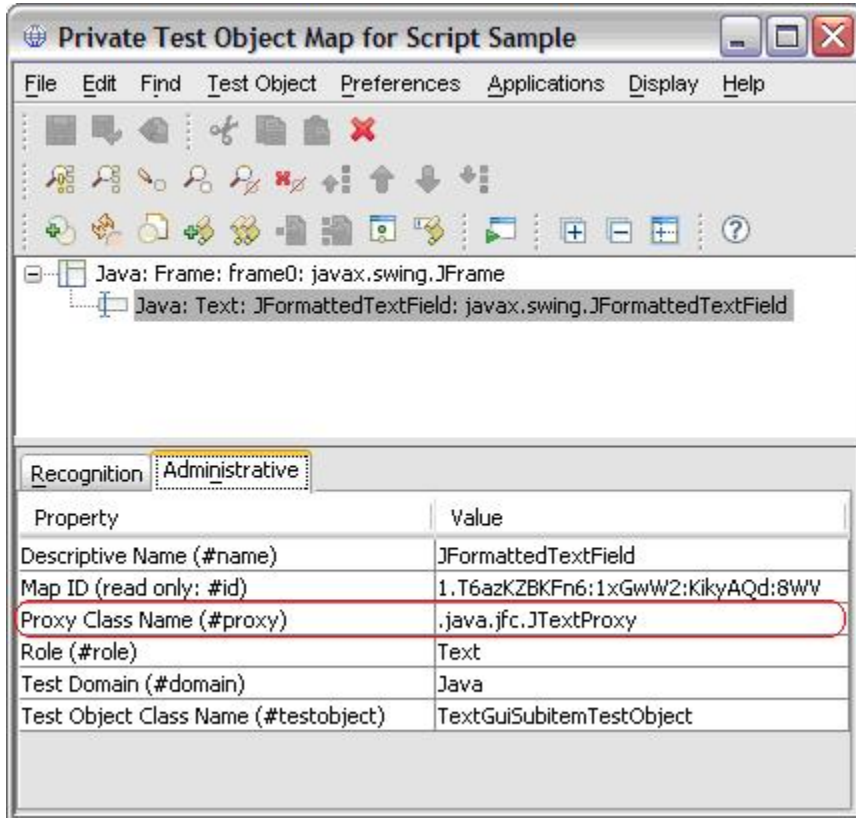 Private Test Object Map for Script Sample
File Edit Find Test Object Preferences Applications Display Help
Java: Frame: frame0: javax.swing.JFrame
Java: Text: JFormattedTextField: javax.swing.JFormattedTextField
Recognition Administrative
Property Value
Descriptive Name (#name) JFormattedTextField
Map ID (read only: #id) 1.T6azKZBKFn6:1xGwW2:KikyAQd:8WV
Proxy Class Name (#proxy) .java.jfc.JTextProxy
Role (#role) Text
Test Domain (#domain) Java
Test Object Class Name (#testobject) TextGuiSubitemTestObject